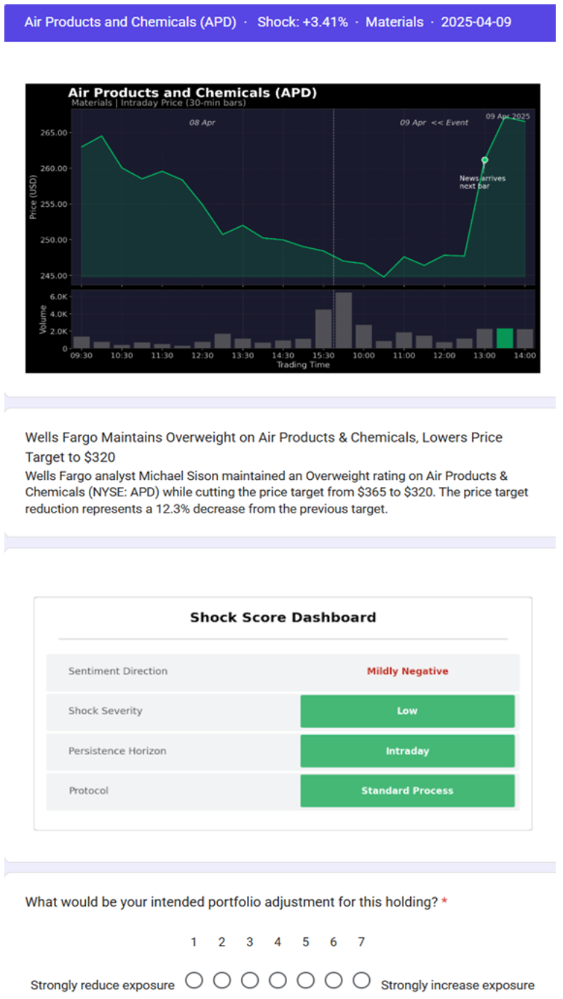 Air Products and Chemicals (APD) · Shock: +3.41% · Materials · 2025-04-09
Air Products and Chemicals (APD)
Materials | Intraday Price (30-min bars)
08 Apr
09 Apr << Event
09 Apr 2025
265.00
260.00
255.00
250.00
245.00
Price (USD)
News arrives
next bar
6.0K
4.0K
2.0K
0
Volume
09:30 10:30 11:30 12:30 13:30 14:30 15:30 10:00 11:00 12:00 13:00 14:00
Trading Time
Wells Fargo Maintains Overweight on Air Products & Chemicals, Lowers Price
Target to $320
Wells Fargo analyst Michael Sison maintained an Overweight rating on Air Products &
Chemicals (NYSE: APD) while cutting the price target from $365 to $320. The price target
reduction represents a 12.3% decrease from the previous target.
Shock Score Dashboard
Sentiment Direction Mildly Negative
Shock Severity Low
Persistence Horizon Intraday
Protocol Standard Process
What would be your intended portfolio adjustment for this holding? *
1 2 3 4 5 6 7
Strongly reduce exposure Strongly increase exposure